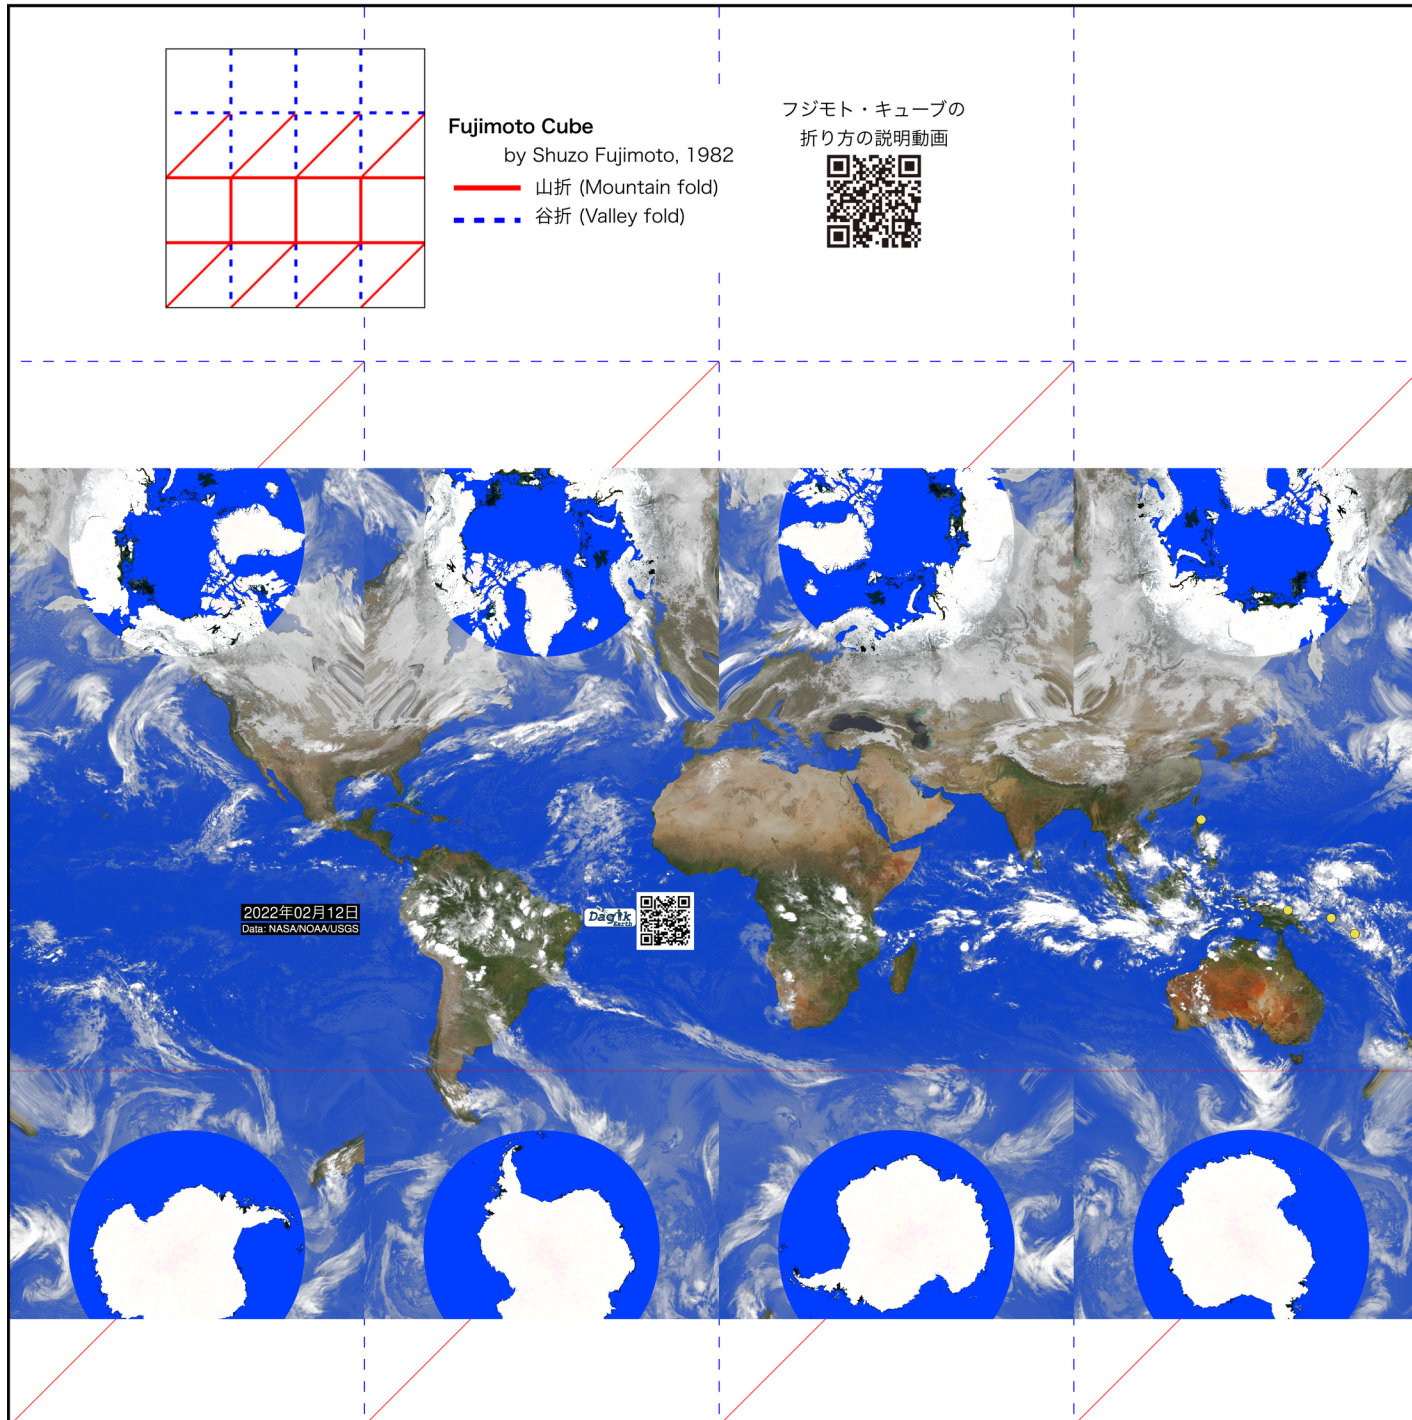 Fujimoto Cube
by Shuzo Fujimoto, 1982
山折 (Mountain fold)
谷折 (Valley fold)
フジモト・キューブの
折り方の説明動画
2022年02月12日
Data: NASA/NOAA/USGS
Dagik
Earth